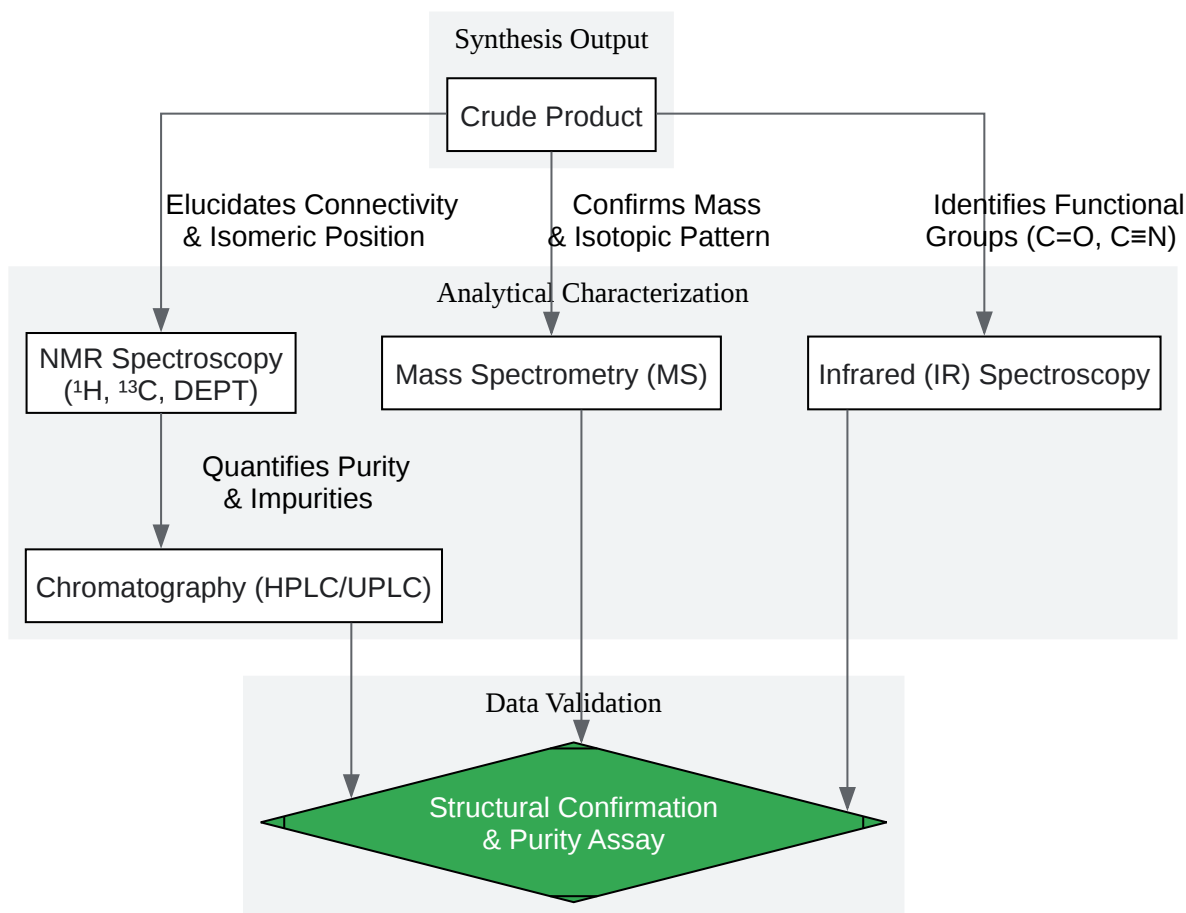 Synthesis Output
Crude Product
Elucidates Connectivity
& Isomeric Position
Confirms Mass
& Isotopic Pattern
Identifies Functional
Groups (C=O, C≡N)
Analytical Characterization
NMR Spectroscopy
(¹H, ¹³C, DEPT)
Mass Spectrometry (MS)
Infrared (IR) Spectroscopy
Quantifies Purity
& Impurities
Chromatography (HPLC/UPLC)
Data Validation
Structural Confirmation
& Purity Assay